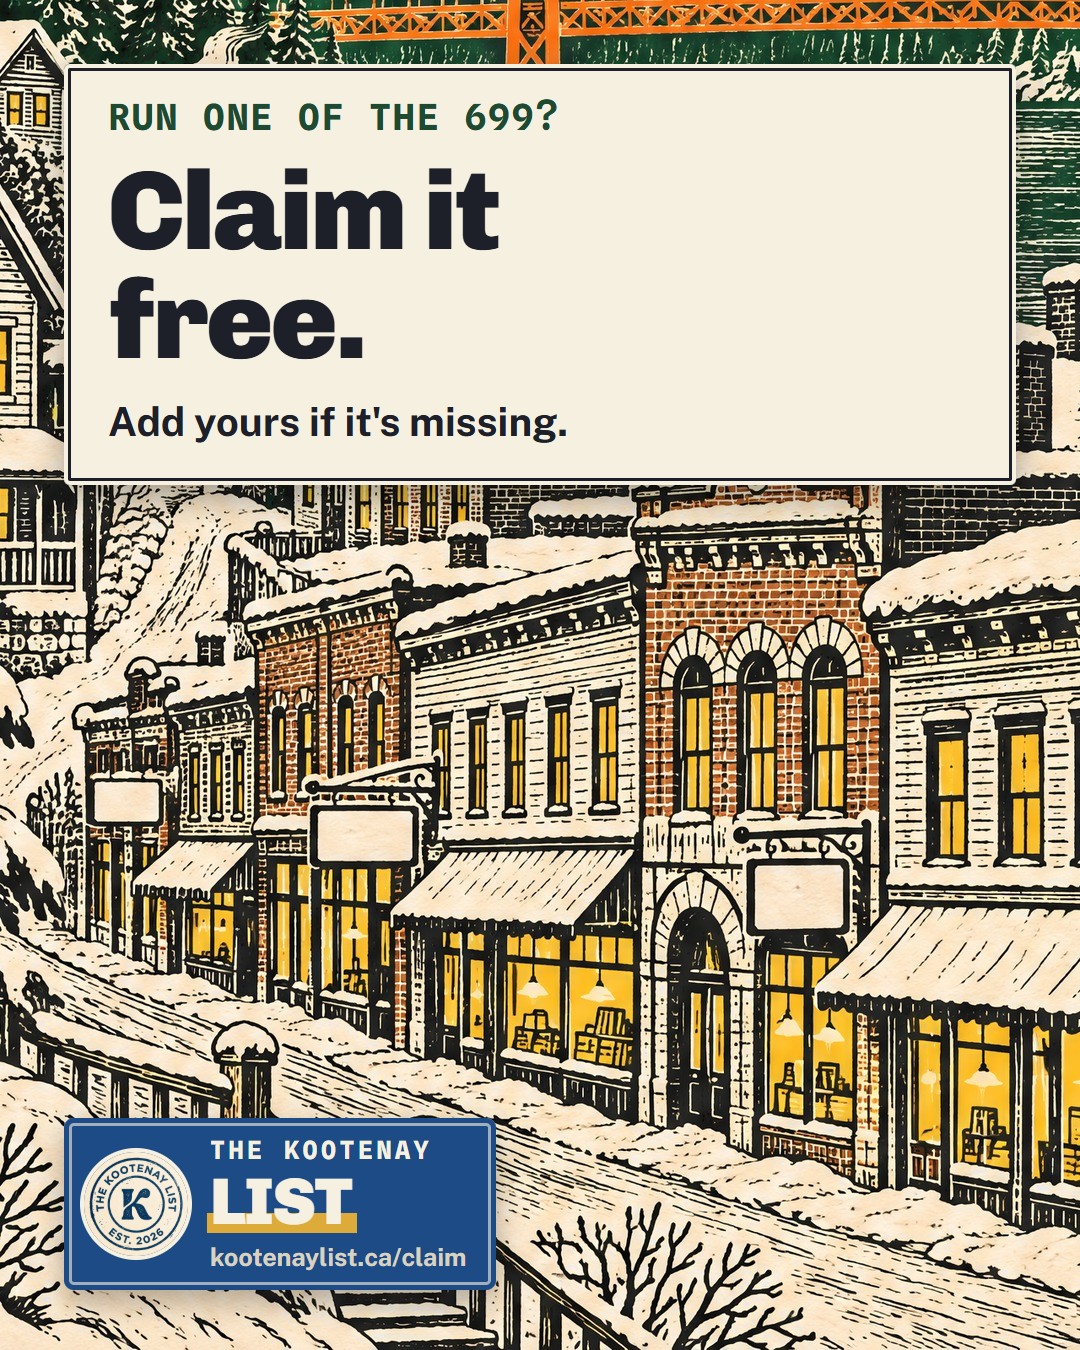 RUN ONE OF THE 699?
Claim it
free.
Add yours if it's missing.
THE KOOTENAY LIST
K
EST. 2026
THE KOOTENAY
LIST
kootenaylist.ca/claim